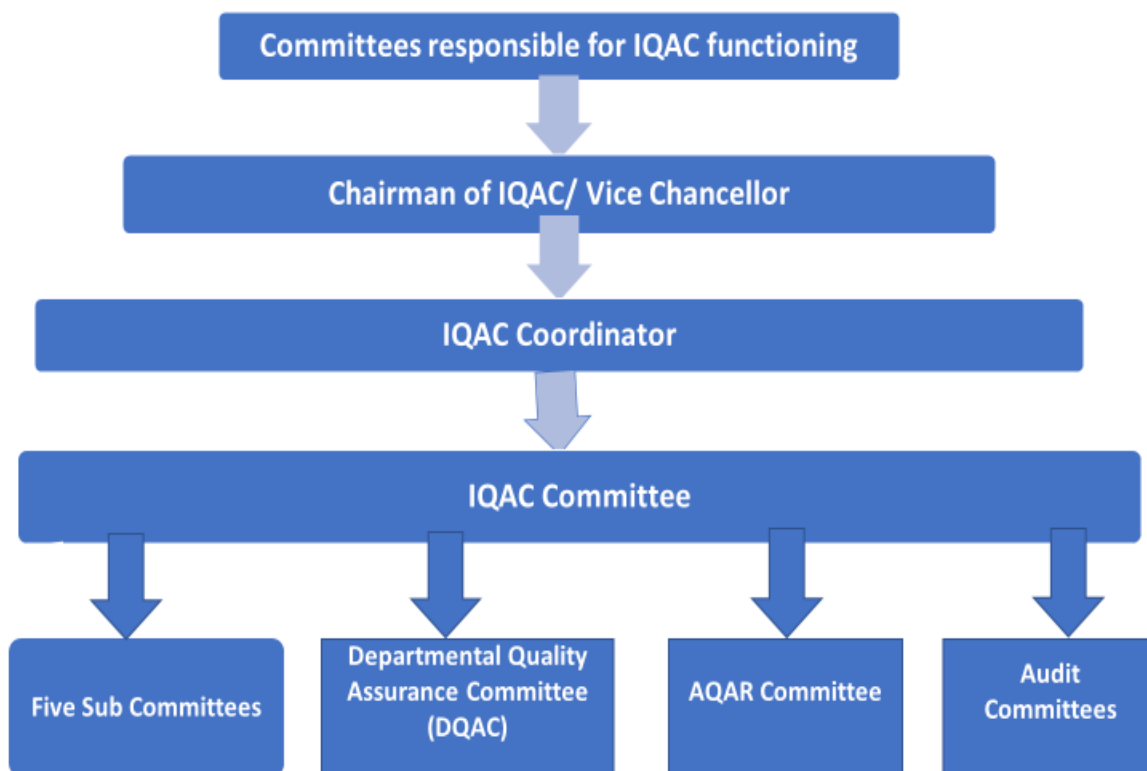 Committees responsible for IQAC functioning
Chairman of IQAC/ Vice Chancellor
IQAC Coordinator
IQAC Committee
Five Sub Committees
Departmental Quality
Assurance Committee
(DQAC)
AQAR Committee
Audit
Committees